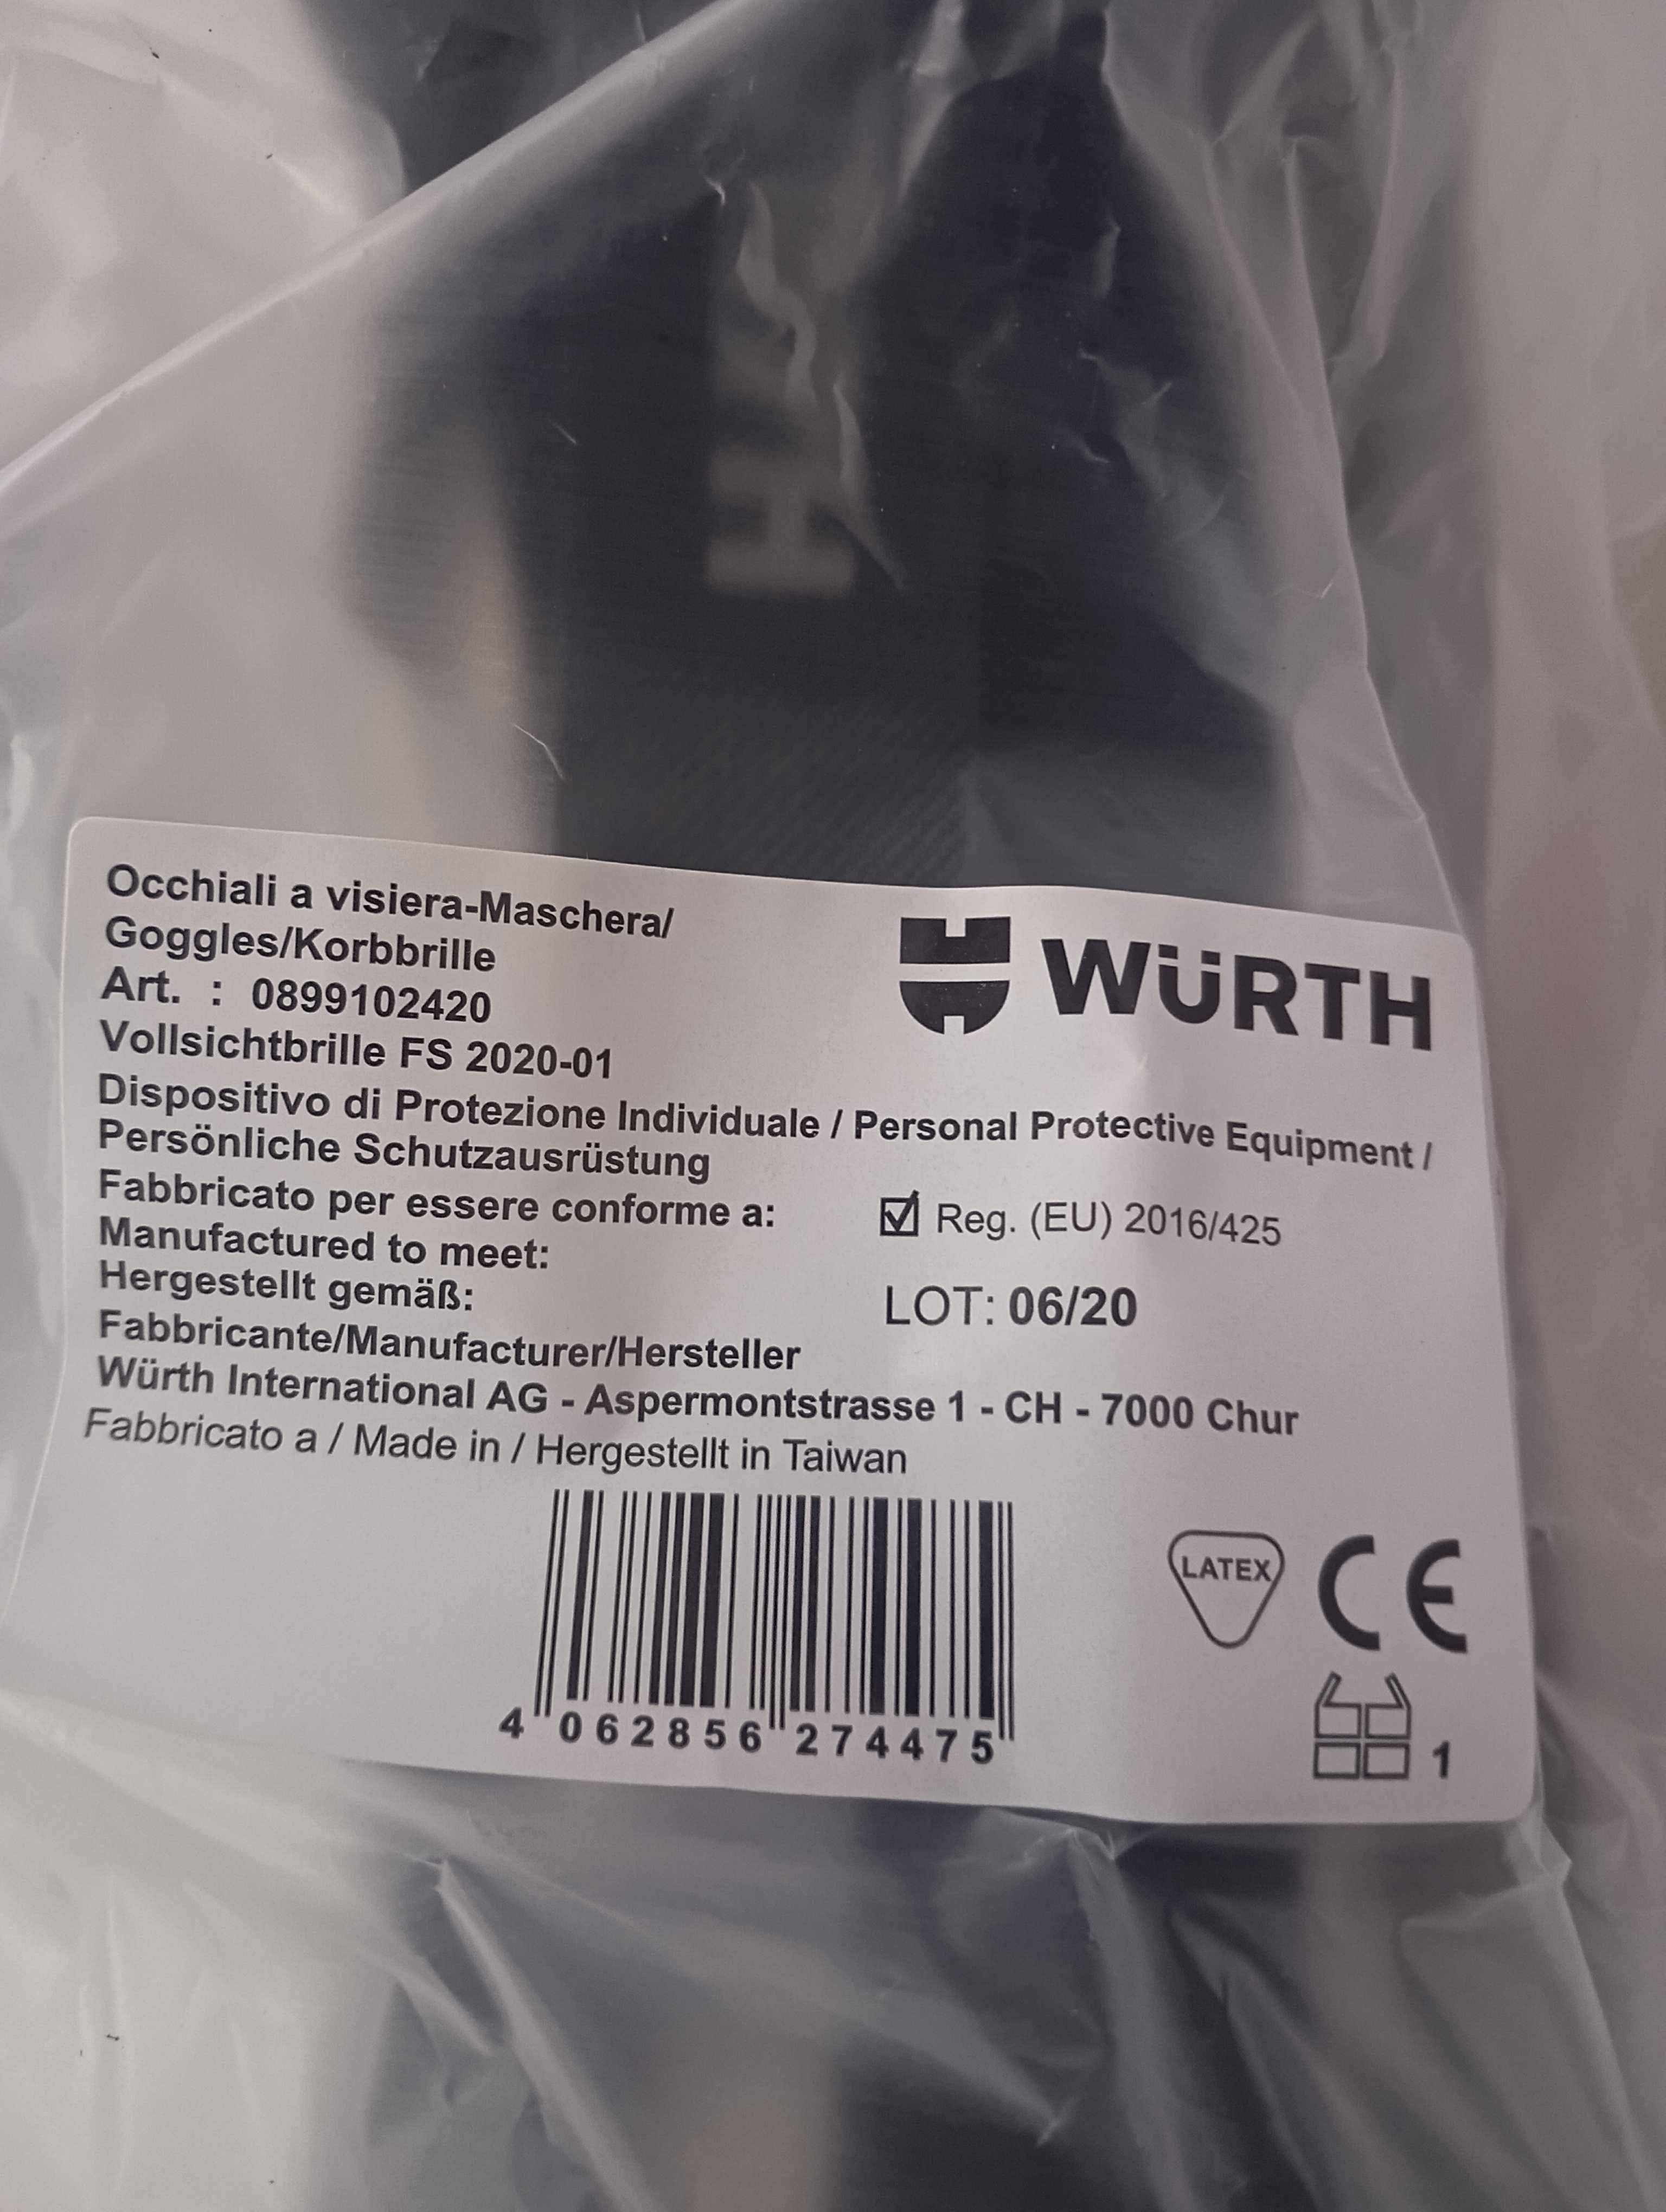 Occhiali a visiera-Maschera/
Goggles/Korbbrille
Art. : 0899102420
Vollsichtbrille FS 2020-01
WÜRTH
Dispositivo di Protezione Individuale / Personal Protective Equipment /
Persönliche Schutzausrüstung
Fabbricato per essere conforme a:
Manufactured to meet:
Hergestellt gemäß:
Reg. (EU) 2016/425
LOT: 06/20
Fabbricante/Manufacturer/Hersteller
Würth International AG - Aspermontstrasse 1 - CH - 7000 Chur
Fabbricato a / Made in / Hergestellt in Taiwan
4 062856 274475
LATEX
CE
1